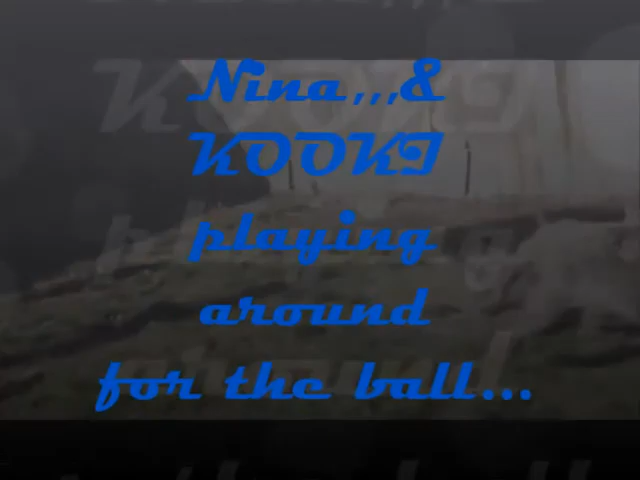 Nina,,,&
KOOKI
playing
around
for the ball...